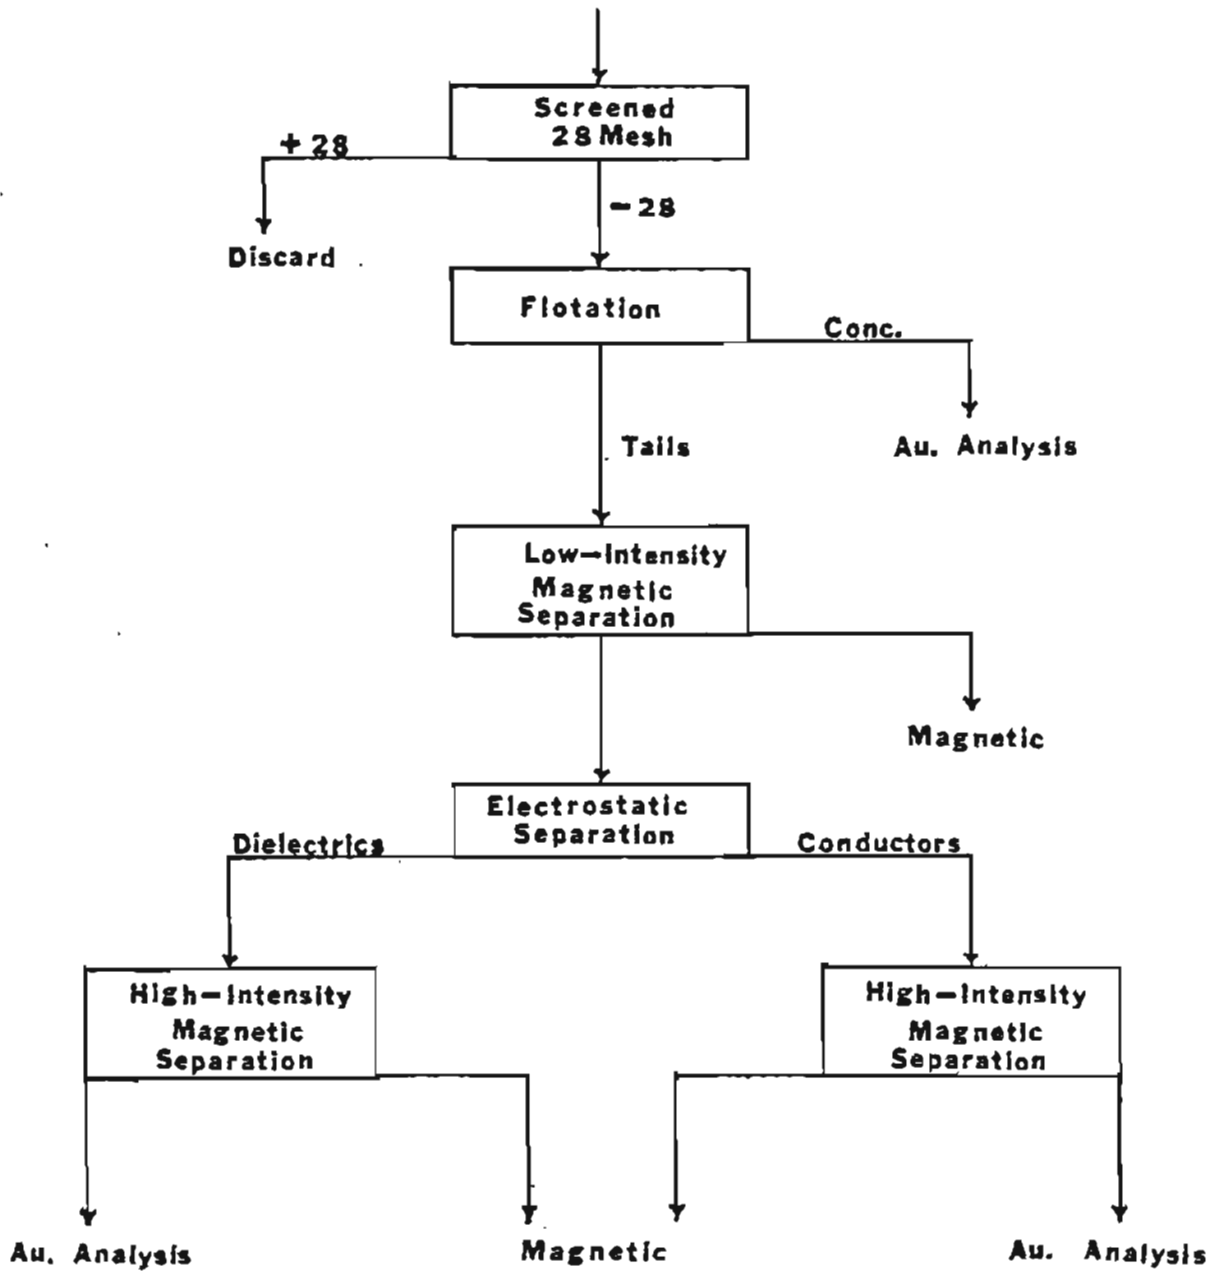 Screened
28 Mesh
+ 28
- 28
Discard
Flotation
Conc.
Tails
Au. Analysis
Low-Intensity
Magnetic
Separation
Magnetic
Electrostatic
Separation
Dielectrics
Conductors
High-Intensity
Magnetic
Separation
High-Intensity
Magnetic
Separation
Au. Analysis
Magnetic
Au. Analysis